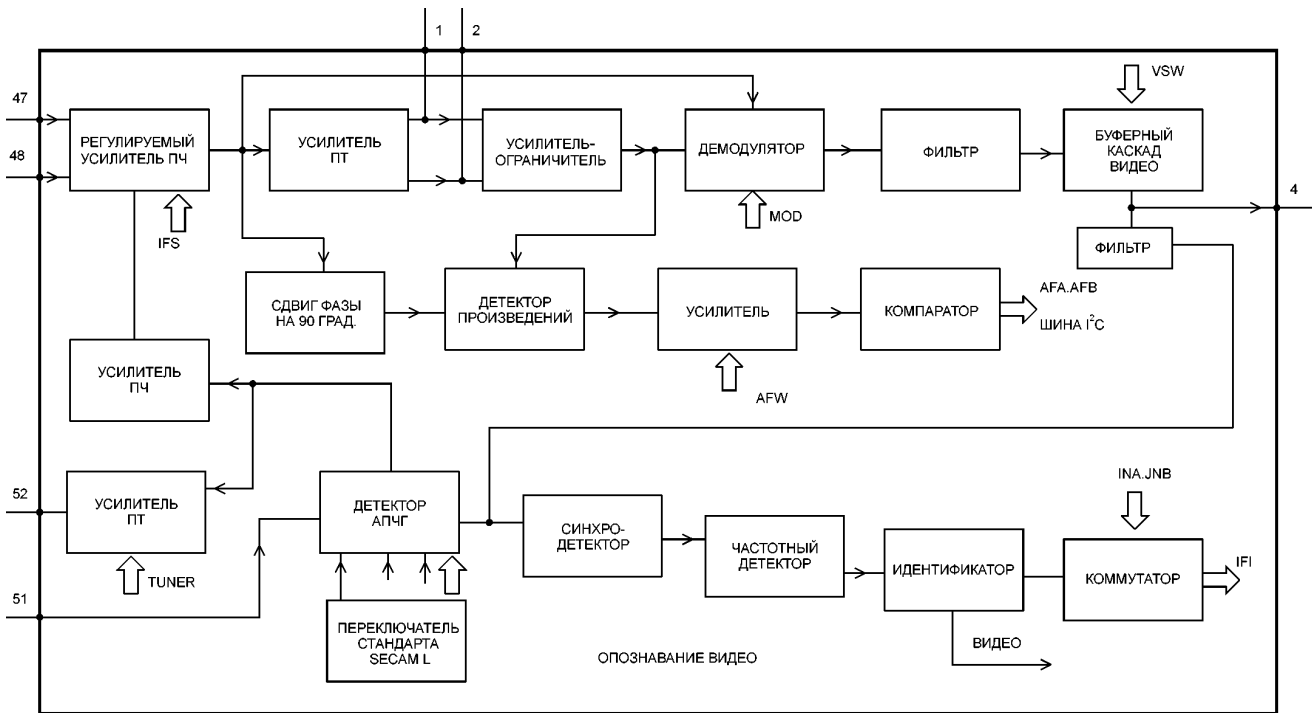 1
2
47
48
РЕГУЛИРУЕМЫЙ
УСИЛИТЕЛЬ ПЧ
УСИЛИТЕЛЬ
ПТ
УСИЛИТЕЛЬ-
ОГРАНИЧИТЕЛЬ
ДЕМОДУЛЯТОР
ФИЛЬТР
VSW
БУФЕРНЫЙ
КАСКАД
ВИДЕО
4
IFS
MOD
ФИЛЬТР
СДВИГ ФАЗЫ
НА 90 ГРАД.
ДЕТЕКТОР
ПРОИЗВЕДЕНИЙ
УСИЛИТЕЛЬ
КОМПАРАТОР
AFA.AFB
ШИНА I²C
AFW
УСИЛИТЕЛЬ
ПЧ
52
УСИЛИТЕЛЬ
ПТ
TUNER
51
ДЕТЕКТОР
АПЧГ
ПЕРЕКЛЮЧАТЕЛЬ
СТАНДАРТА
SECAM L
СИНХРО-
ДЕТЕКТОР
ЧАСТОТНЫЙ
ДЕТЕКТОР
ИДЕНТИФИКАТОР
INA.JNB
КОММУТАТОР
IFI
ВИДЕО
ОПОЗНАВАНИЕ ВИДЕО